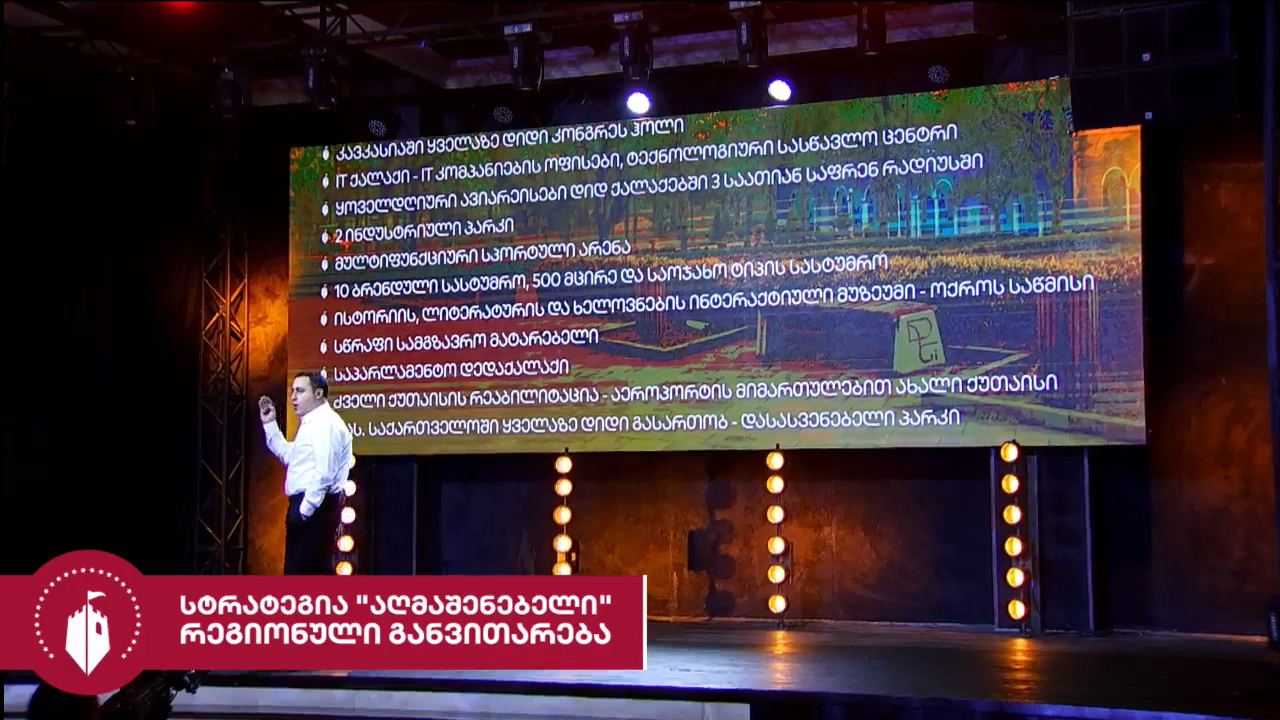 კავკასიაში ყველაზე დიდი კონგრეს ჰოლი
IT ქალაქი - IT კომპანიების ოფისები, ტექნოლოგიური სასწავლო ცენტრი
ყოველდღიური ავიარეისები დიდ ქალაქებში 3 საათიან საფრენ რადიუსში
2 ინდუსტრიული პარკი
მულტიფუნქციური სპორტული არენა
10 ბრენდული სასტუმრო, 500 მცირე და საოჯახო ტიპის სასტუმრო
ისტორიის, ლიტერატურის და ხელოვნების ინტერაქტიული მუზეუმი - ოქროს საწმისი
სწრაფი სამგზავრო მატარებელი
საპარლამენტო დედაქალაქი
ძველი ქუთაისის რეაბილიტაცია - აეროპორტის მიმართულებით ახალი ქუთაისი
საქართველოში ყველაზე დიდი გასართობ - დასასვენებელი პარკი
სტრატეგია "აღმაშენებელი"
რეგიონული განვითარება